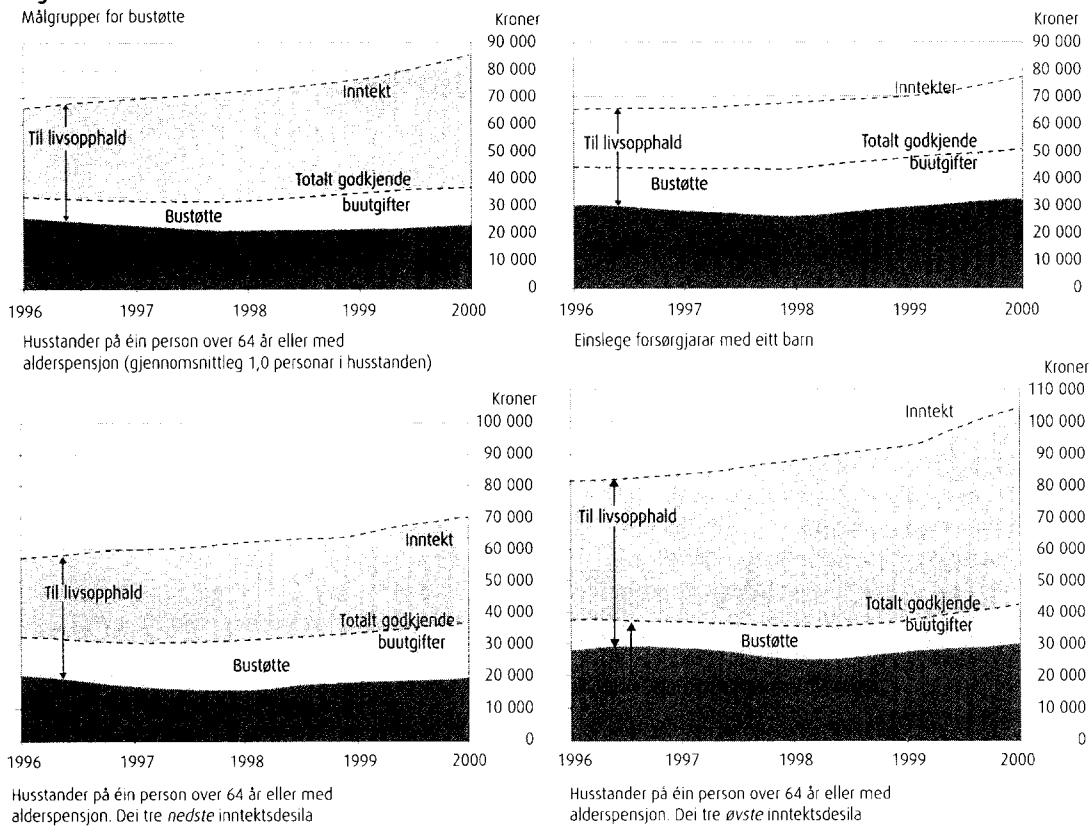 Målgrupper for bustøtte
Kroner
90 000
80 000
70 000
60 000
50 000
40 000
30 000
20 000
10 000
0
Inntekt
Til livsopphald
Totalt godkjende
buutgifter
Bustøtte
1996 1997 1998 1999 2000
Husstander på éin person over 64 år eller med
alderspensjon (gjennomsnittleg 1,0 personar i husstanden)
Kroner
90 000
80 000
70 000
60 000
50 000
40 000
30 000
20 000
10 000
0
Inntekter
Til livsopphald
Totalt godkjende
buutgifter
Bustøtte
1996 1997 1998 1999 2000
Einslege forsørgjarar med eitt barn
Kroner
100 000
90 000
80 000
70 000
60 000
50 000
40 000
30 000
20 000
10 000
0
Inntekt
Til livsopphald
Totalt godkjende
buutgifter
Bustøtte
1996 1997 1998 1999 2000
Husstander på éin person over 64 år eller med
alderspensjon. Dei tre nedste inntektsdesila
Kroner
110 000
100 000
90 000
80 000
70 000
60 000
50 000
40 000
30 000
20 000
10 000
0
Inntekt
Til livsopphald
Totalt godkjende
buutgifter
Bustøtte
1996 1997 1998 1999 2000
Husstander på éin person over 64 år eller med
alderspensjon. Dei tre øvste inntektsdesila